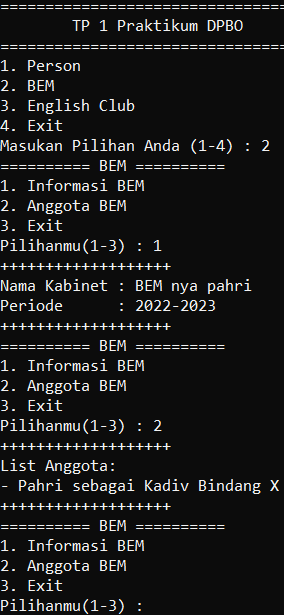 ================================
TP 1 Praktikum DPBO
================================
1. Person
2. BEM
3. English Club
4. Exit
Masukan Pilihan Anda (1-4) : 2
========== BEM ==========
1. Informasi BEM
2. Anggota BEM
3. Exit
Pilihanmu(1-3) : 1
++++++++++++++++++++
Nama Kabinet : BEM nya pahri
Periode      : 2022-2023
++++++++++++++++++++
========== BEM ==========
1. Informasi BEM
2. Anggota BEM
3. Exit
Pilihanmu(1-3) : 2
++++++++++++++++++++
List Anggota:
- Pahri sebagai Kadiv Bindang X
++++++++++++++++++++
========== BEM ==========
1. Informasi BEM
2. Anggota BEM
3. Exit
Pilihanmu(1-3) :